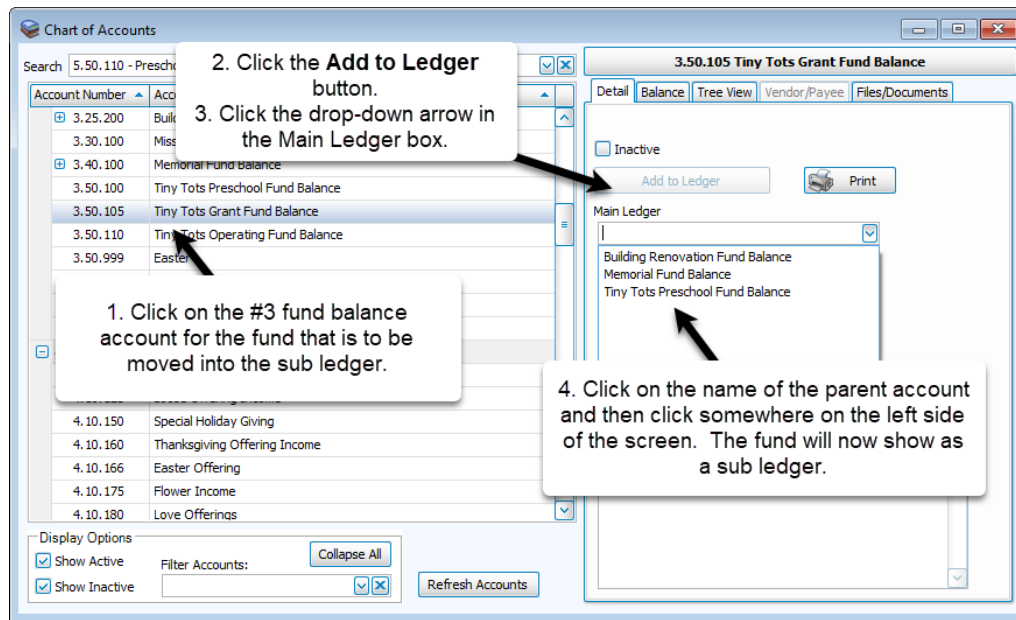 Chart of Accounts
Search 5.50.110 - Presch
3.50.105 Tiny Tots Grant Fund Balance
Account Number
Detail Balance Tree View Vendor/Payee Files/Documents
2. Click the Add to Ledger
button.
3. Click the drop-down arrow in
the Main Ledger box.
3.25.200
3.30.100
3.40.100 Memorial Fund Balance
3.50.100 Tiny Tots Preschool Fund Balance
3.50.105 Tiny Tots Grant Fund Balance
3.50.110 Tiny Tots Operating Fund Balance
3.50.999 Easter
Inactive
Add to Ledger Print
Main Ledger
Building Renovation Fund Balance
Memorial Fund Balance
Tiny Tots Preschool Fund Balance
1. Click on the #3 fund balance
account for the fund that is to be
moved into the sub ledger.
4. Click on the name of the parent account
and then click somewhere on the left side
of the screen. The fund will now show as
a sub ledger.
4.10.150 Special Holiday Giving
4.10.160 Thanksgiving Offering Income
4.10.166 Easter Offering
4.10.175 Flower Income
4.10.180 Love Offerings
Display Options
Show Active
Show Inactive
Filter Accounts:
Collapse All
Refresh Accounts